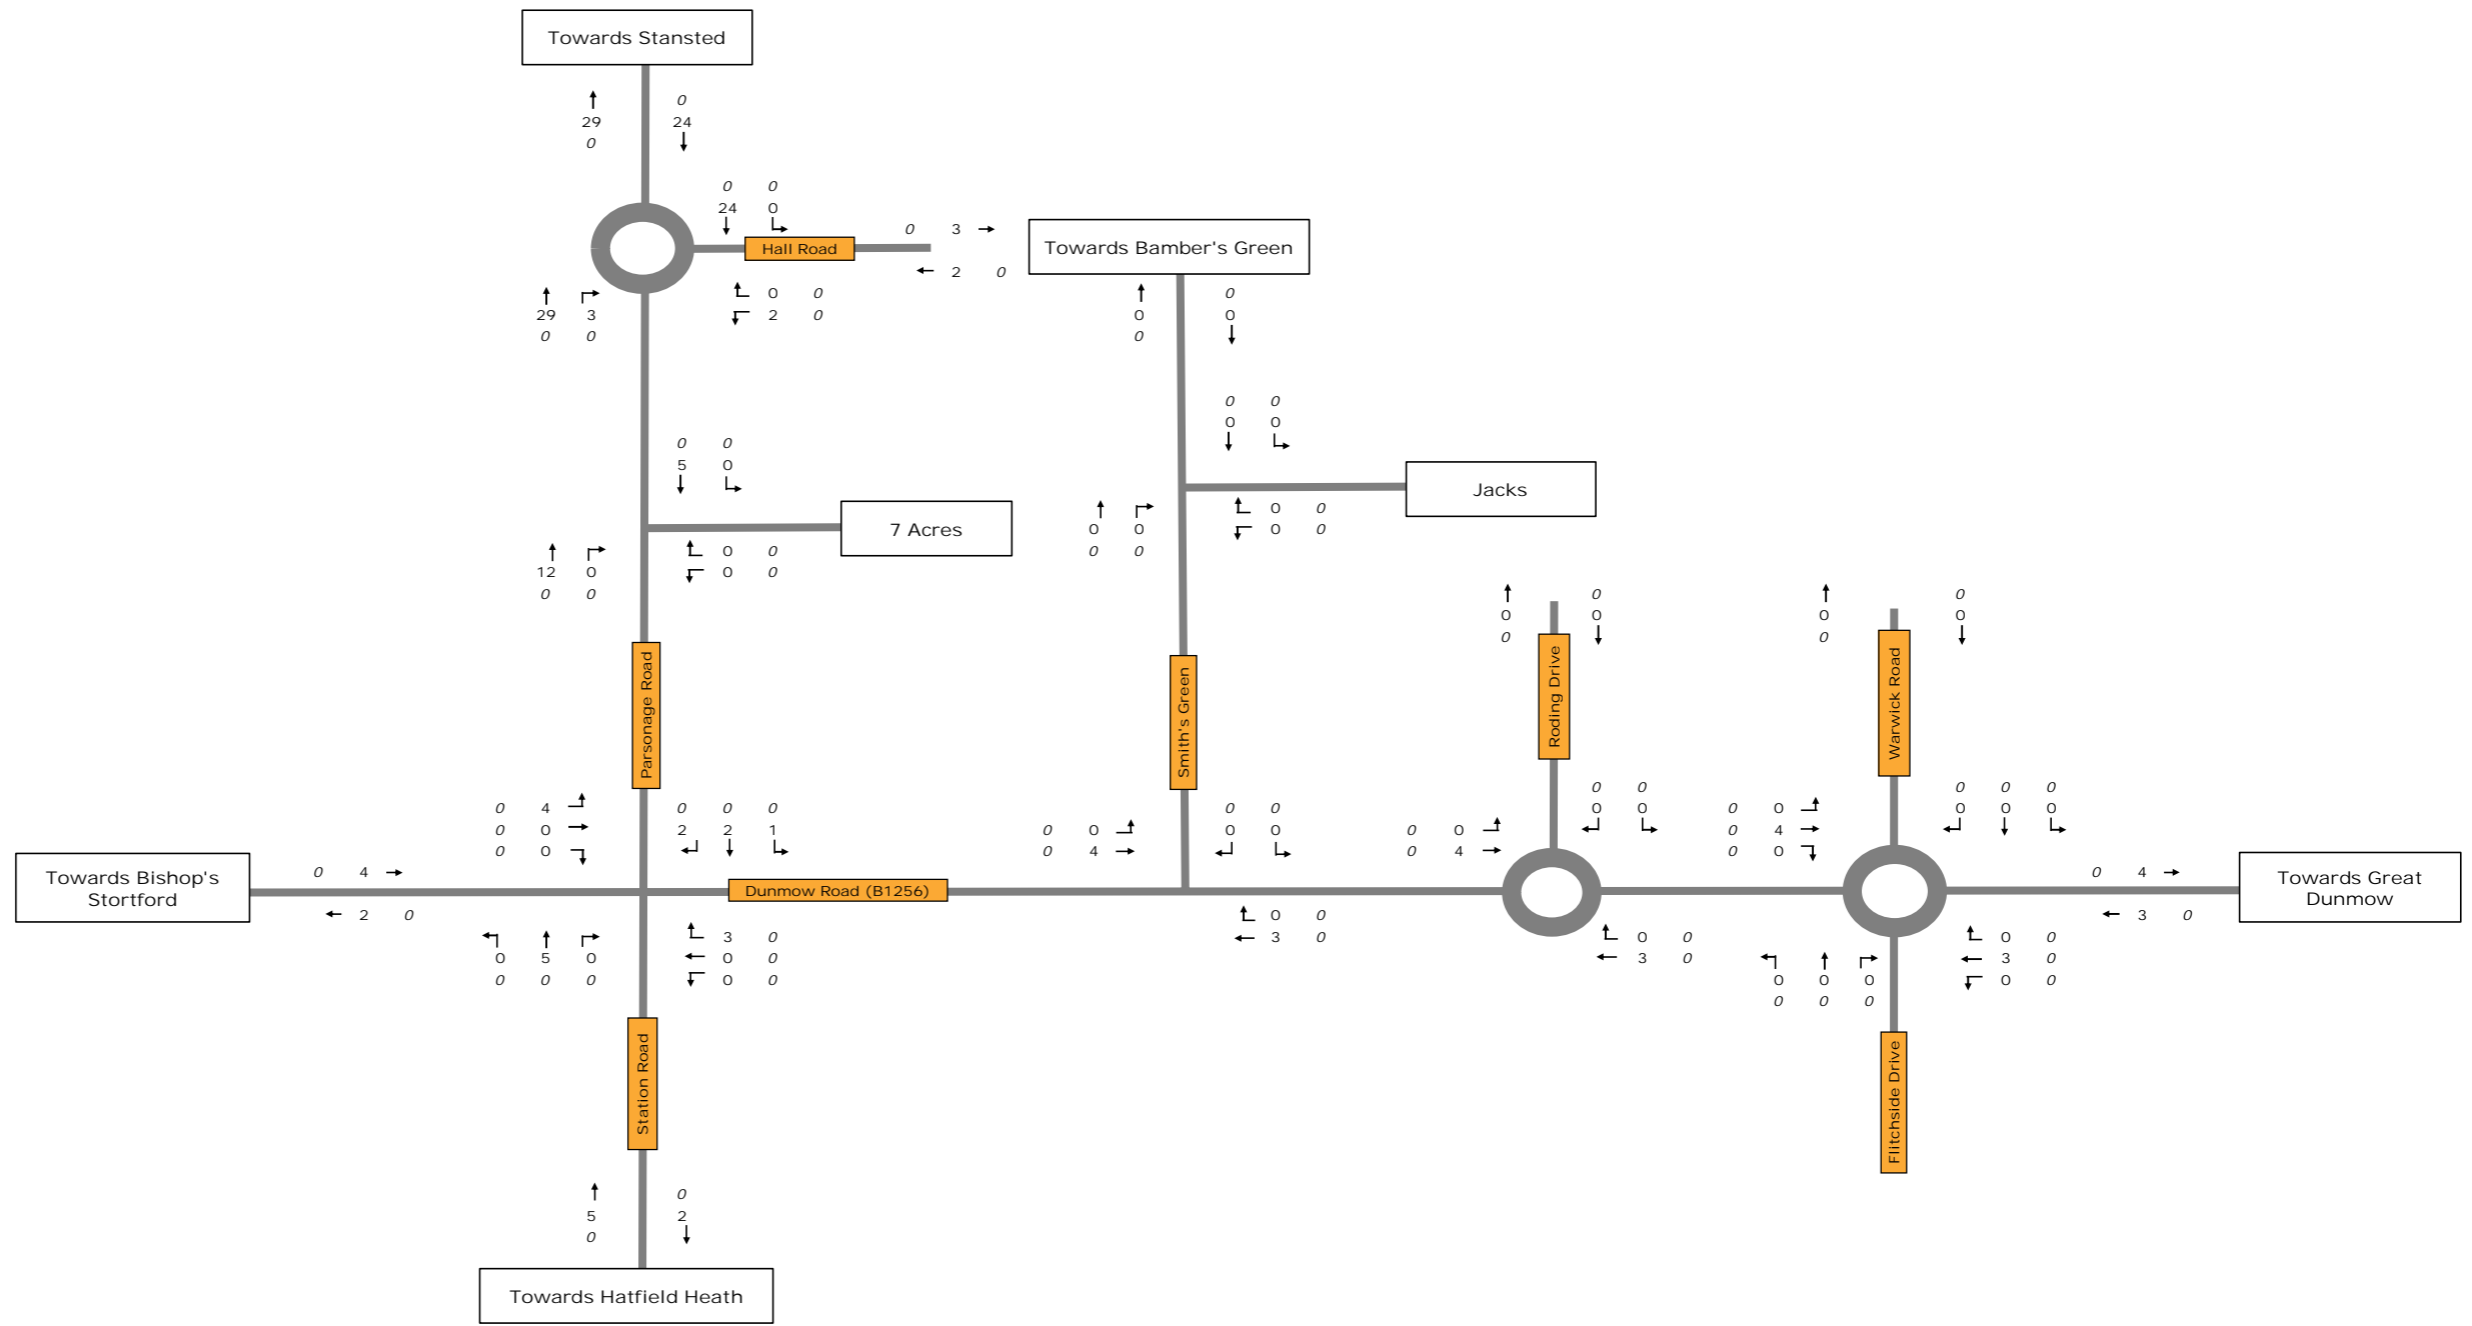 Towards Stansted
0
29 24
0
0 0
24 0
0 3
Hall Road
Towards Bamber's Green
2 0
0 0
29 3 2 0
0 0
0
0 0
0
0 0
0 0
0 0
5 0
Jacks
7 Acres
0 0 0 0
0 0 0 0
0 0
0 0
12 0 0 0
0 0
0 0
0 0 0 0
0 0
Parsonage Road
Smith's Green
Roding Drive
Warwick Road
0 4 0 0 0
0 0 2 2 1
0 0
0 0 0 0
0 4 0 0
0 0 0 0
0 4
0 0 0 0 0
0 4 0 0 0
0 0
Towards Bishop's
Stortford
0 4
2 0
Dunmow Road (B1256)
0 4
3 0
Towards Great
Dunmow
3 0
0 5 0 0 0
0 0 0 0 0
0 0
3 0
0 0
3 0
0 0
0 0 0 3 0
0 0 0 0 0
Station Road
Flitchside Drive
0
5 2
0
Towards Hatfield Heath